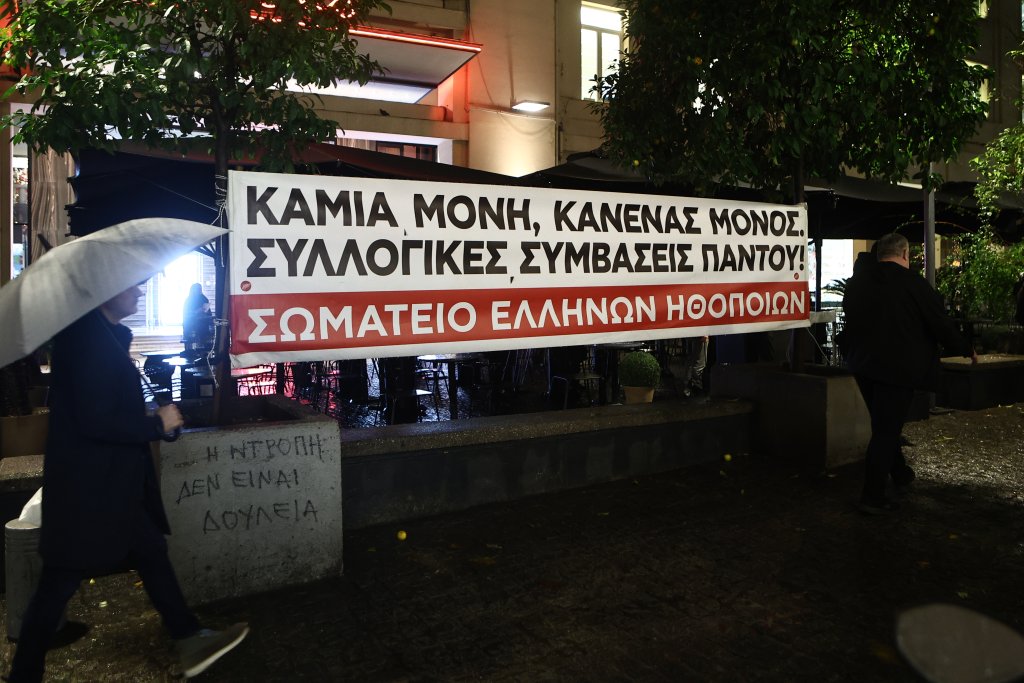 ΚΑΜΙΑ ΜΟΝΗ, ΚΑΝΕΝΑΣ ΜΟΝΟΣ.
ΣΥΛΛΟΓΙΚΕΣ ΣΥΜΒΑΣΕΙΣ ΠΑΝΤΟΥ!
ΣΩΜΑΤΕΙΟ ΕΛΛΗΝΩΝ ΗΘΟΠΟΙΩΝ
Η ΝΤΡΟΠΗ
ΔΕΝ ΕΙΝΑΙ
ΔΟΥΛΕΙΑ